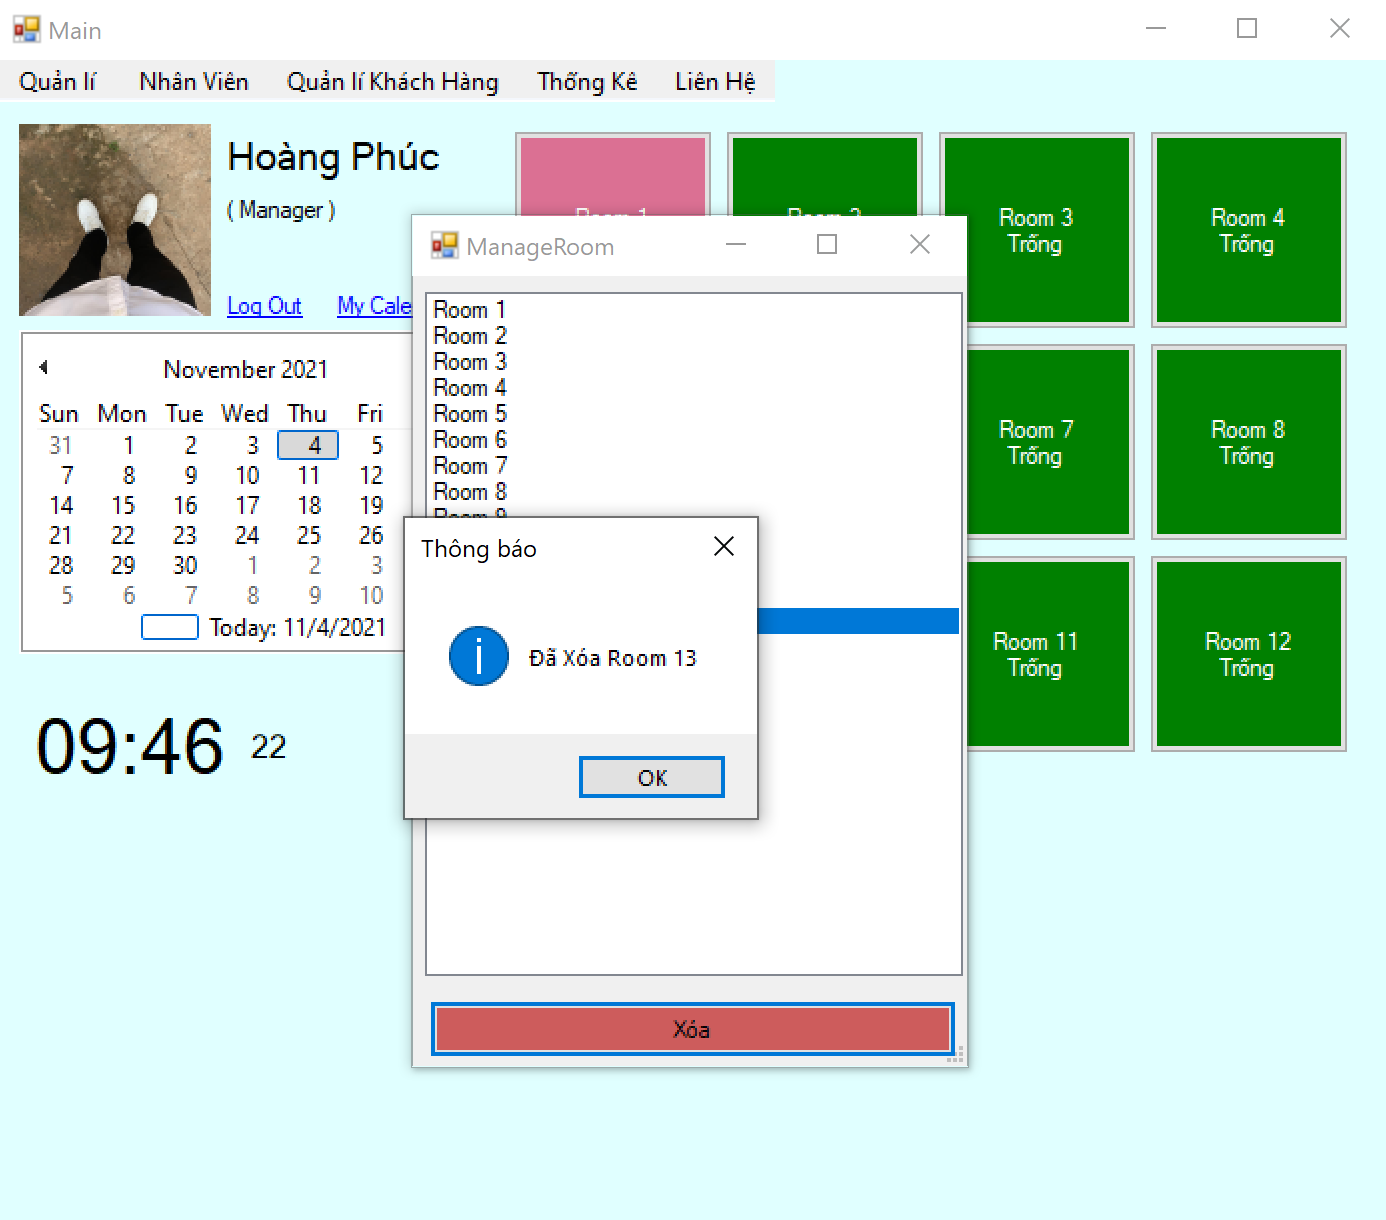 Main
Quản lí Nhân Viên Quản lí Khách Hàng Thống Kê Liên Hệ
Hoàng Phúc
( Manager )
Log Out My Cale
November 2021
Sun Mon Tue Wed Thu Fri
31 1 2 3 4 5
7 8 9 10 11 12
14 15 16 17 18 19
21 22 23 24 25 26
28 29 30 1 2 3
5 6 7 8 9 10
Today: 11/4/2021
09:46 22
Room 1
Room 2
Room 3
Trống
Room 4
Trống
Room 7
Trống
Room 8
Trống
Room 11
Trống
Room 12
Trống
ManageRoom
Room 1
Room 2
Room 3
Room 4
Room 5
Room 6
Room 7
Room 8
Room 9
Thông báo
Đã Xóa Room 13
OK
Xóa